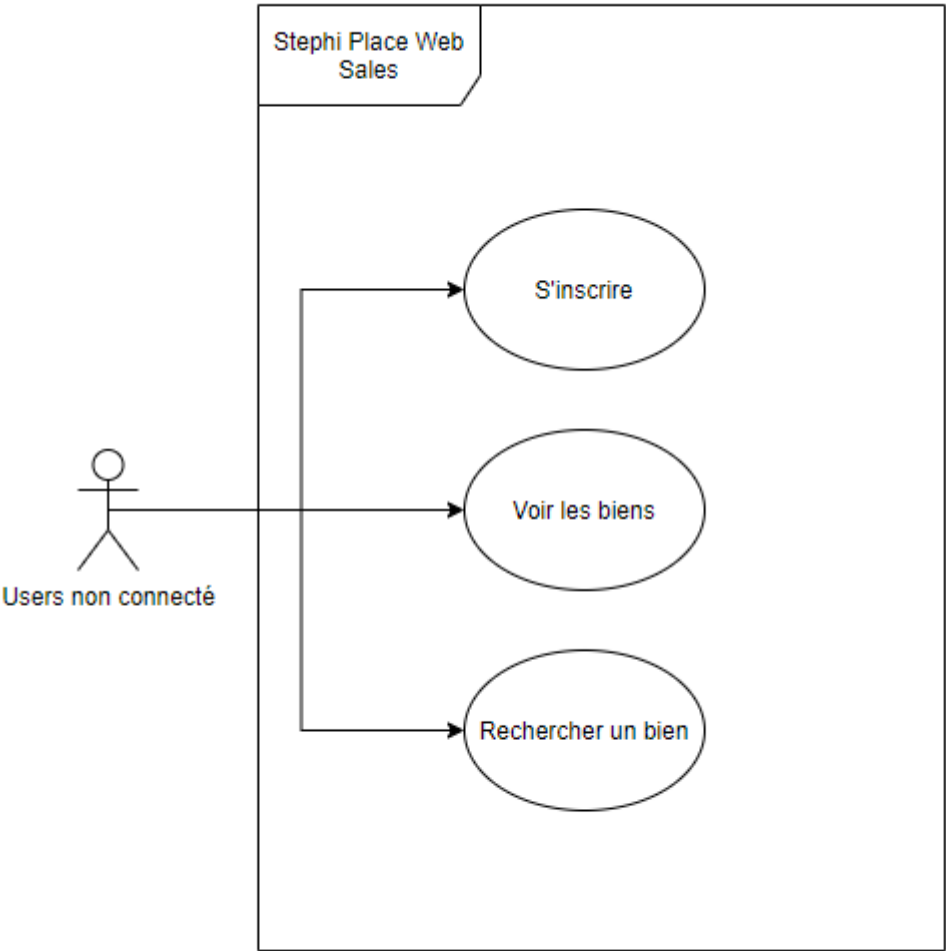 Stephi Place Web
Sales
S'inscrire
Voir les biens
Users non connecté
Rechercher un bien